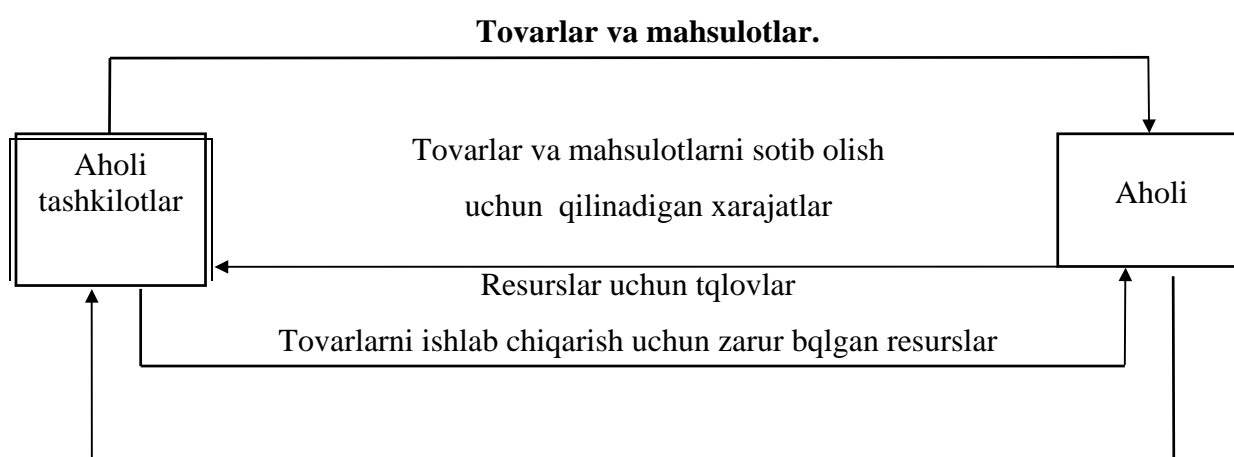 Tovarlar va mahsulotlar.
Aholi
tashkilotlar
Tovarlar va mahsulotlarni sotib olish
uchun qilinadigan xarajatlar
Aholi
Resurslar uchun tqlovlar
Tovarlarni ishlab chiqarish uchun zarur bqlgan resurslar